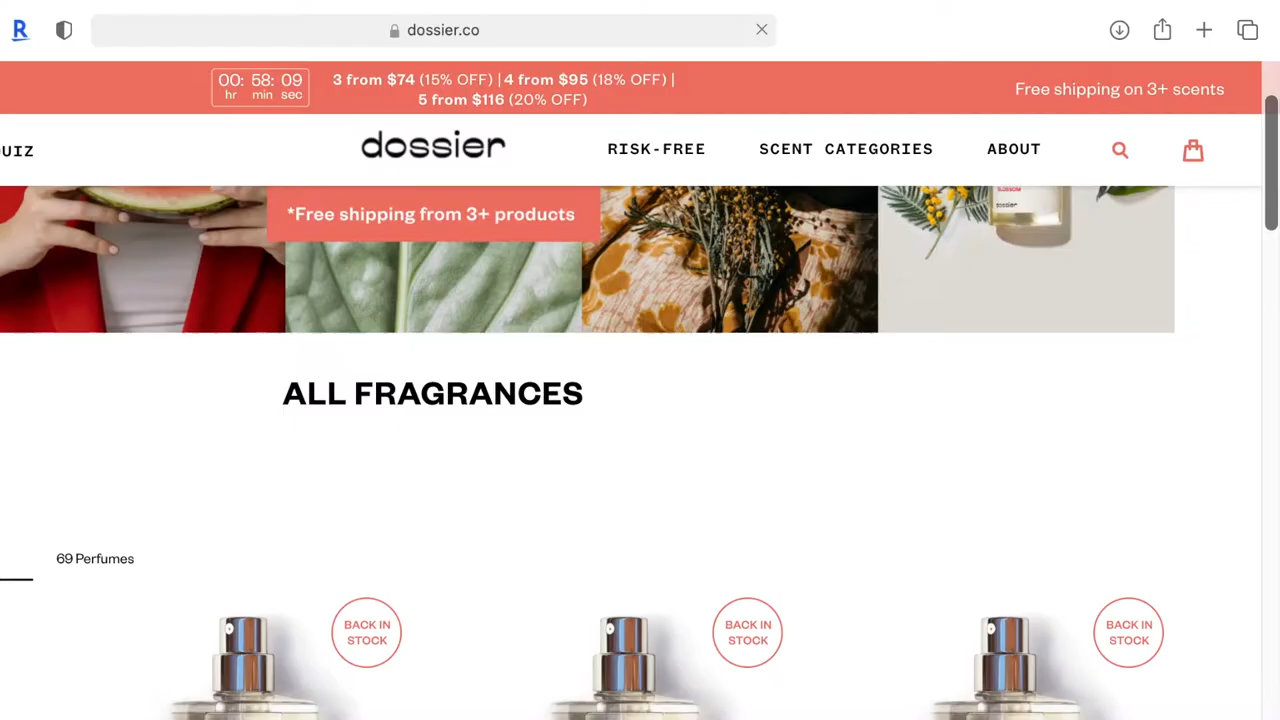 dossier.co
00: 58: 09
hr min sec
3 from $74 (15% OFF) | 4 from $95 (18% OFF) |
5 from $116 (20% OFF)
Free shipping on 3+ scents
UIZ
dossier
RISK-FREE
SCENT CATEGORIES
ABOUT
*Free shipping from 3+ products
BLOSSOM
dossier
ALL FRAGRANCES
69 Perfumes
BACK IN
STOCK
BACK IN
STOCK
BACK IN
STOCK